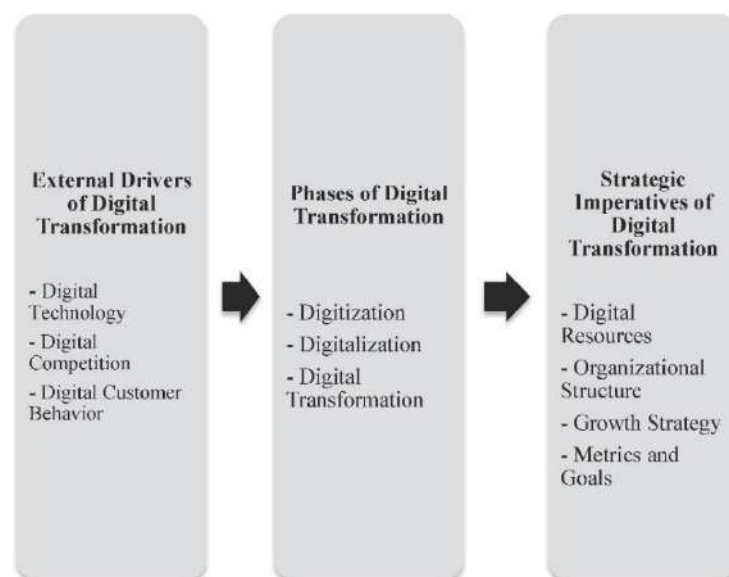 External Drivers
of Digital
Transformation
- Digital
Technology
- Digital
Competition
- Digital Customer
Behavior
Phases of Digital
Transformation
- Digitization
- Digitalization
- Digital
Transformation
Strategic
Imperatives of
Digital
Transformation
- Digital
Resources
- Organizational
Structure
- Growth Strategy
- Metrics and
Goals